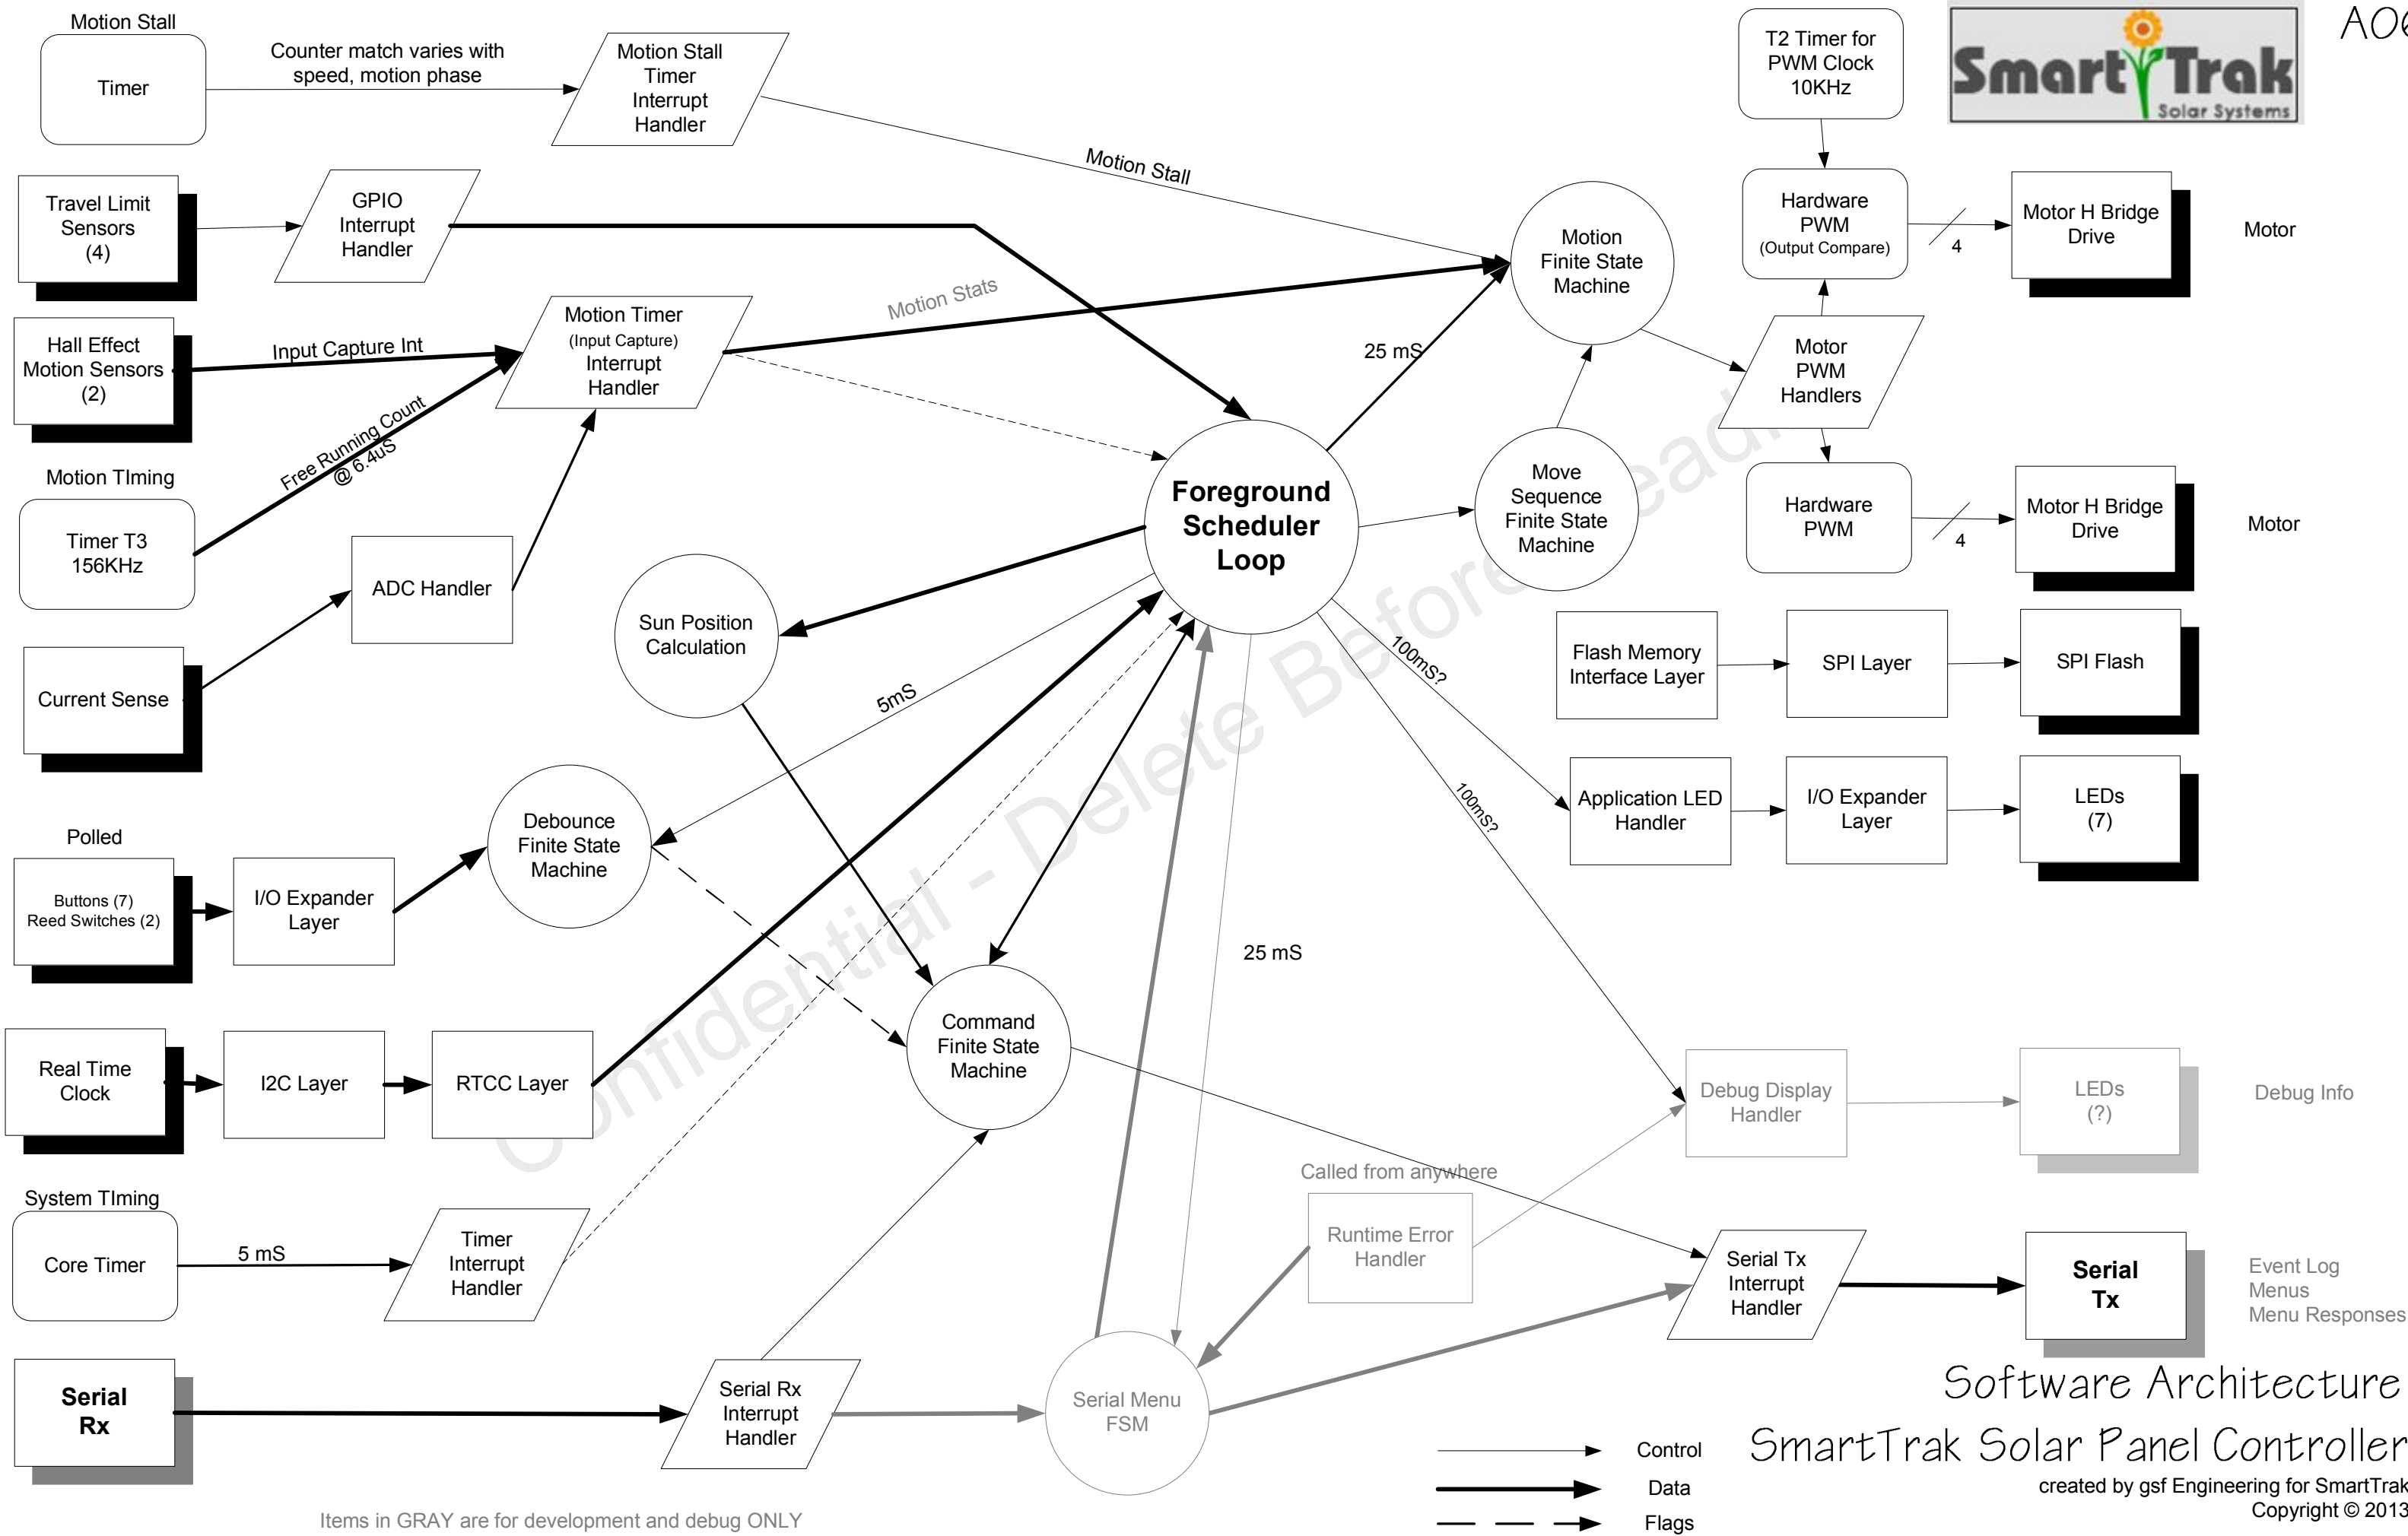 Motion Stall
Timer
Counter match varies with
speed, motion phase
Motion Stall
Timer
Interrupt
Handler
Motion Stall
T2 Timer for
PWM Clock
10KHz
Smart Trak
Solar Systems
Travel Limit
Sensors
(4)
GPIO
Interrupt
Handler
Motion
Finite State
Machine
Hardware
PWM
(Output Compare)
4
Motor H Bridge
Drive
Motor
Hall Effect
Motion Sensors
(2)
Input Capture Int
Motion Timer
(Input Capture)
Interrupt
Handler
Motion Stats
25 mS
Motor
PWM
Handlers
Free Running Count
@ 6.4uS
Motion TIming
Timer T3
156KHz
ADC Handler
Foreground
Scheduler
Loop
Move
Sequence
Finite State
Machine
Hardware
PWM
4
Motor H Bridge
Drive
Motor
Current Sense
Sun Position
Calculation
5mS
100mS?
Flash Memory
Interface Layer
SPI Layer
SPI Flash
100mS?
Application LED
Handler
I/O Expander
Layer
LEDs
(7)
Polled
Buttons (7)
Reed Switches (2)
I/O Expander
Layer
Debounce
Finite State
Machine
Confidential - Delete Before
25 mS
Real Time
Clock
I2C Layer
RTCC Layer
Command
Finite State
Machine
Debug Display
Handler
LEDs
(?)
Debug Info
System TIming
Core Timer
5 mS
Timer
Interrupt
Handler
Called from anywhere
Runtime Error
Handler
Serial Tx
Interrupt
Handler
Serial
Tx
Event Log
Menus
Menu Responses
Serial
Rx
Serial Rx
Interrupt
Handler
Serial Menu
FSM
Control
Data
Flags
Software Architecture
SmartTrak Solar Panel Controller
created by gsf Engineering for SmartTrak
Copyright © 2013
Items in GRAY are for development and debug ONLY